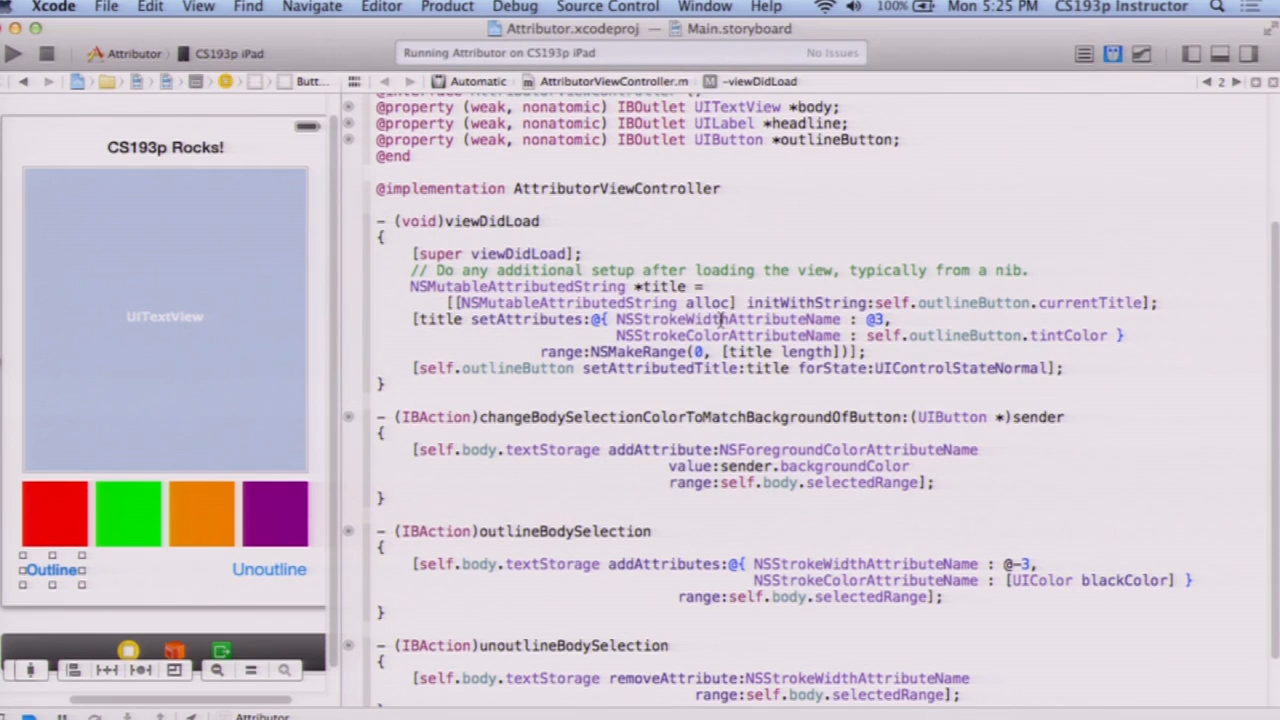 Xcode File Edit View Find Navigate Editor Product Debug Source Control Window Help 100% Mon 5:25 PM CS193p Instructor
Attributor.xcodeproj — Main.storyboard
Attributor CS193p iPad Running Attributor on CS193p iPad No Issues
Butt... Automatic AttributorViewController.m -viewDidLoad 2
@property (weak, nonatomic) IBOutlet UITextView *body;
@property (weak, nonatomic) IBOutlet UILabel *headline;
@property (weak, nonatomic) IBOutlet UIButton *outlineButton;
@end
@implementation AttributorViewController
- (void)viewDidLoad
{
[super viewDidLoad];
// Do any additional setup after loading the view, typically from a nib.
NSMutableAttributedString *title =
[[NSMutableAttributedString alloc] initWithString:self.outlineButton.currentTitle];
[title setAttributes:@{ NSStrokeWidthAttributeName : @3,
NSStrokeColorAttributeName : self.outlineButton.tintColor }
range:NSMakeRange(0, [title length])];
[self.outlineButton setAttributedTitle:title forState:UIControlStateNormal];
}
- (IBAction)changeBodySelectionColorToMatchBackgroundOfButton:(UIButton *)sender
{
[self.body.textStorage addAttribute:NSForegroundColorAttributeName
value:sender.backgroundColor
range:self.body.selectedRange];
}
- (IBAction)outlineBodySelection
{
[self.body.textStorage addAttributes:@{ NSStrokeWidthAttributeName : @-3,
NSStrokeColorAttributeName : [UIColor blackColor] }
range:self.body.selectedRange];
}
- (IBAction)unoutlineBodySelection
{
[self.body.textStorage removeAttribute:NSStrokeWidthAttributeName
range:self.body.selectedRange];
CS193p Rocks!
UITextView
Outline
Unoutline
Attributor